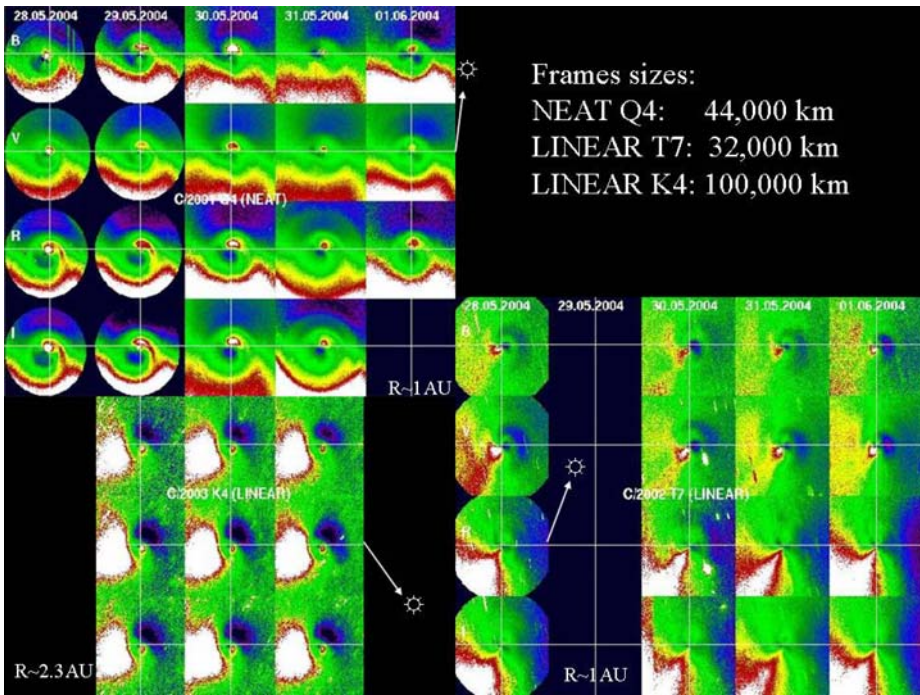 28.05.2004 29.05.2004 30.05.2004 31.05.2004 01.06.2004
B
V
C/2001 Q4 (NEAT)
R
I
R~1AU
Frames sizes:
NEAT Q4: 44,000 km
LINEAR T7: 32,000 km
LINEAR K4: 100,000 km
28.05.2004 29.05.2004 30.05.2004 31.05.2004 01.06.2004
B
C/2002 T7 (LINEAR)
R
R~1AU
C/2003 K4 (LINEAR)
R~2.3AU